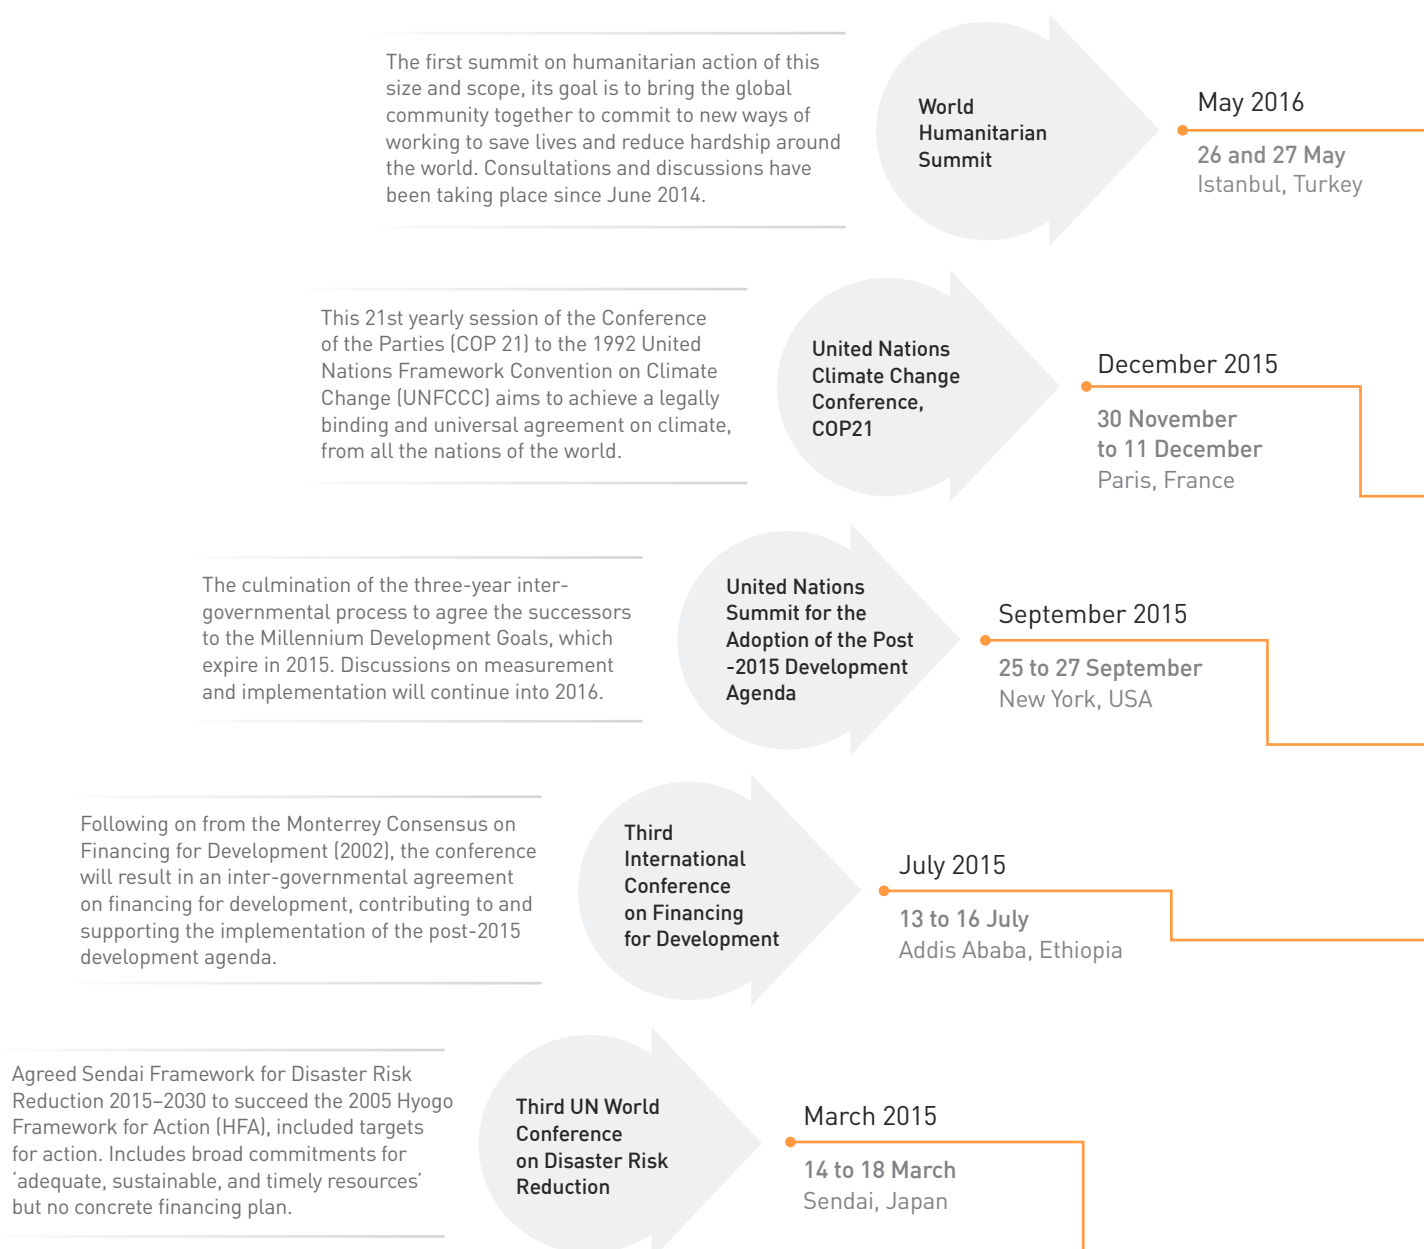 The first summit on humanitarian action of this
size and scope, its goal is to bring the global
community together to commit to new ways of
working to save lives and reduce hardship around
the world. Consultations and discussions have
been taking place since June 2014.
World
Humanitarian
Summit
May 2016
26 and 27 May
Istanbul, Turkey
This 21st yearly session of the Conference
of the Parties (COP 21) to the 1992 United
Nations Framework Convention on Climate
Change (UNFCCC) aims to achieve a legally
binding and universal agreement on climate,
from all the nations of the world.
United Nations
Climate Change
Conference,
COP21
December 2015
30 November
to 11 December
Paris, France
The culmination of the three-year inter-
governmental process to agree the successors
to the Millennium Development Goals, which
expire in 2015. Discussions on measurement
and implementation will continue into 2016.
United Nations
Summit for the
Adoption of the Post
-2015 Development
Agenda
September 2015
25 to 27 September
New York, USA
Following on from the Monterrey Consensus on
Financing for Development (2002), the conference
will result in an inter-governmental agreement
on financing for development, contributing to and
supporting the implementation of the post-2015
development agenda.
Third
International
Conference
on Financing
for Development
July 2015
13 to 16 July
Addis Ababa, Ethiopia
Agreed Sendai Framework for Disaster Risk
Reduction 2015–2030 to succeed the 2005 Hyogo
Framework for Action (HFA), included targets
for action. Includes broad commitments for
‘adequate, sustainable, and timely resources’
but no concrete financing plan.
Third UN World
Conference
on Disaster Risk
Reduction
March 2015
14 to 18 March
Sendai, Japan